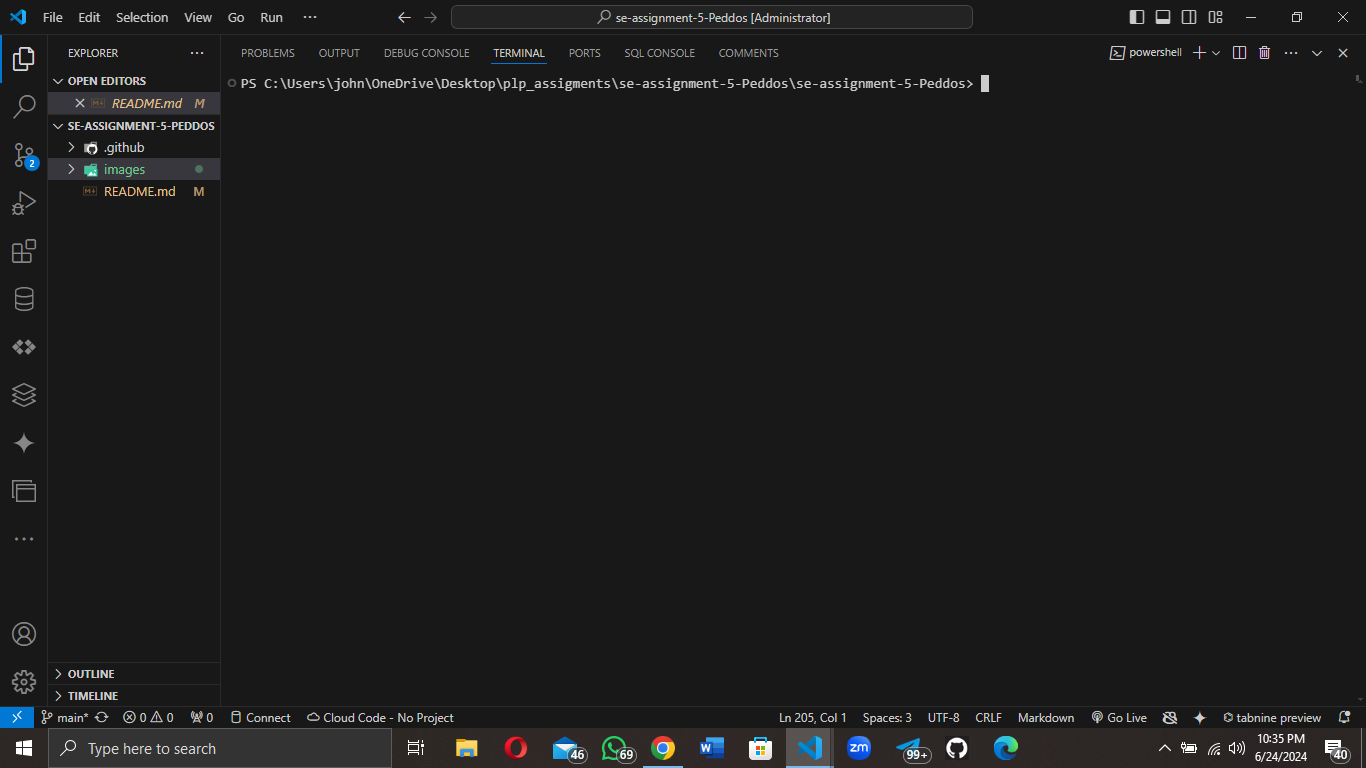 File Edit Selection View Go Run ··· se-assignment-5-Peddos [Administrator]
EXPLORER ···
OPEN EDITORS
README.md M
SE-ASSIGNMENT-5-PEDDOS
.github
images
README.md M
2
PROBLEMS OUTPUT DEBUG CONSOLE TERMINAL PORTS SQL CONSOLE COMMENTS powershell
PS C:\Users\john\OneDrive\Desktop\plp_assigments\se-assignment-5-Peddos\se-assignment-5-Peddos>
OUTLINE
TIMELINE
main* 0 0 0 Connect Cloud Code - No Project Ln 205, Col 1 Spaces: 3 UTF-8 CRLF Markdown Go Live tabnine preview
Type here to search 46 69 W zm 99+ 10:35 PM 40
6/24/2024